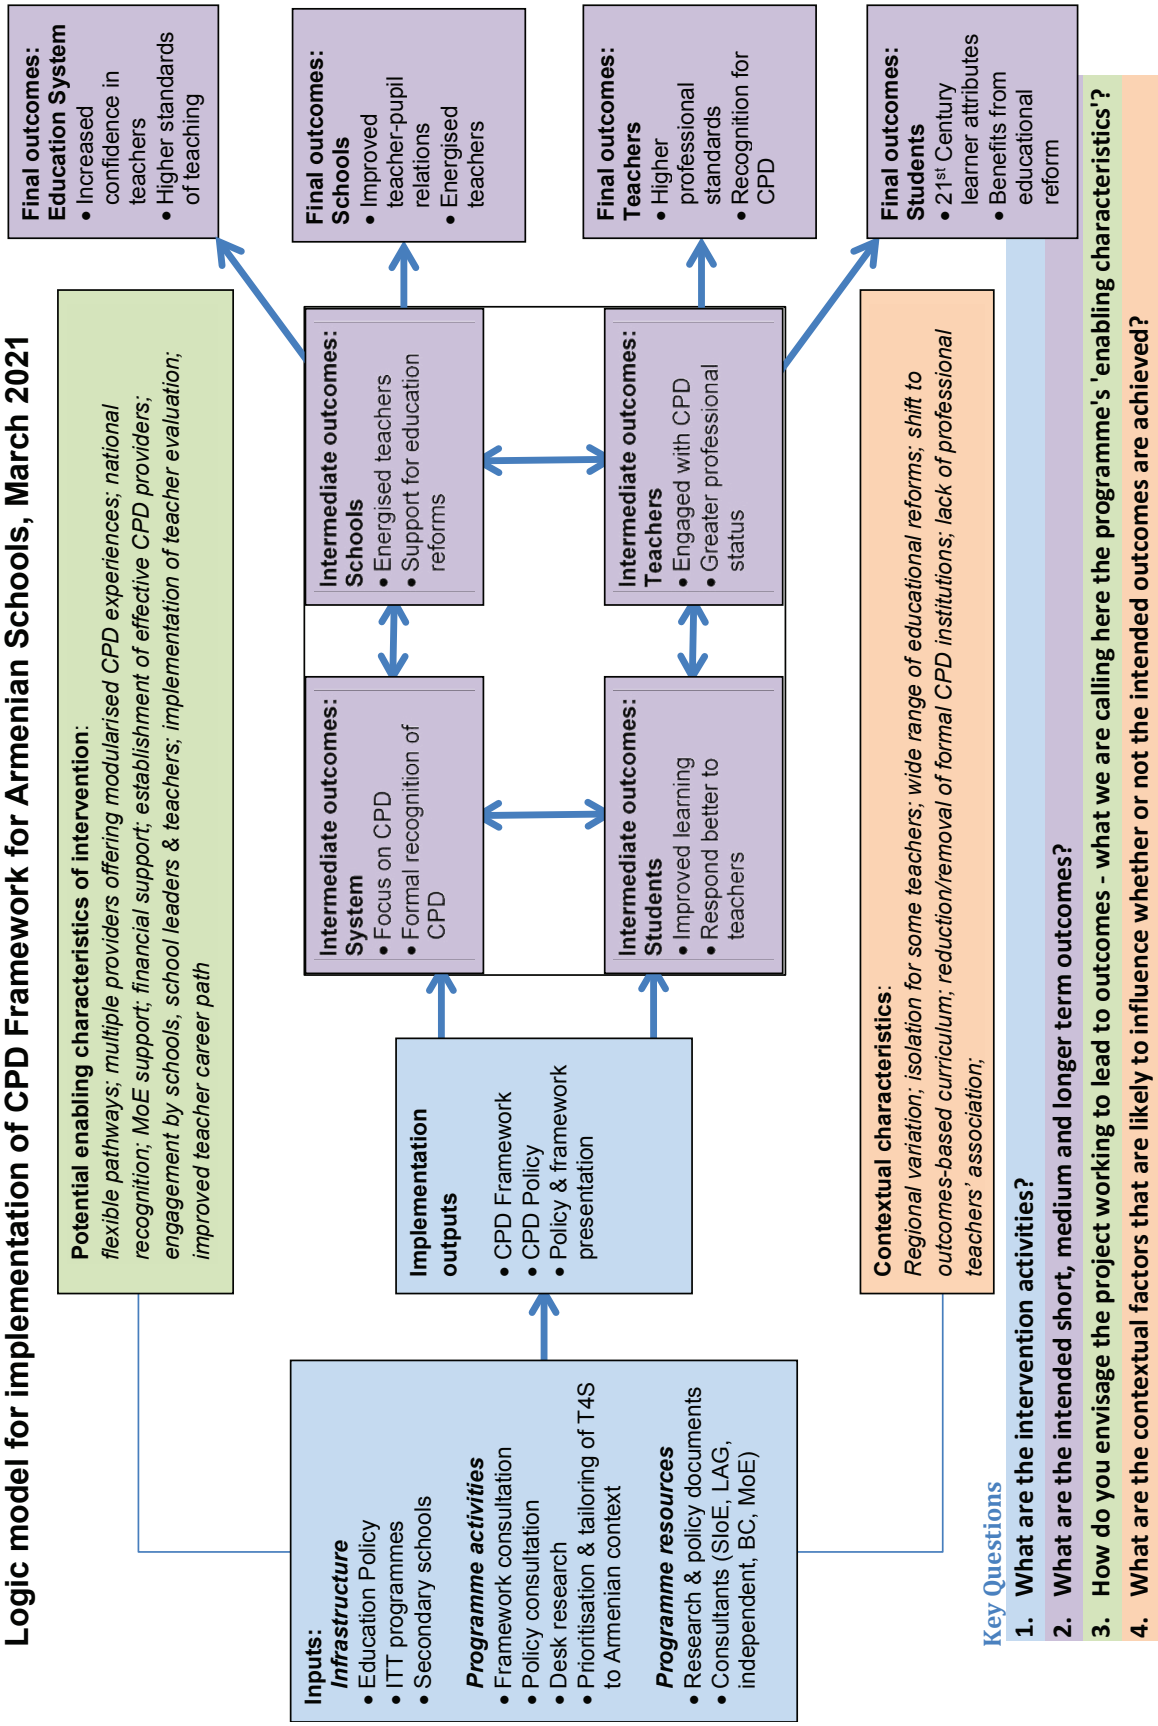 Logic model for implementation of CPD Framework for Armenian Schools, March 2021
Inputs:
Infrastructure
• Education Policy
• ITT programmes
• Secondary schools
Programme activities
• Framework consultation
• Policy consultation
• Desk research
• Prioritisation & tailoring of T4S
to Armenian context
Programme resources
• Research & policy documents
• Consultants (SIoE, LAG,
independent, BC, MoE)
Potential enabling characteristics of intervention:
flexible pathways; multiple providers offering modularised CPD experiences; national
recognition; MoE support; financial support; establishment of effective CPD providers;
engagement by schools, school leaders & teachers; implementation of teacher evaluation;
improved teacher career path
Implementation
outputs
• CPD Framework
• CPD Policy
• Policy & framework
presentation
Intermediate outcomes:
System
• Focus on CPD
• Formal recognition of
CPD
Intermediate outcomes:
Schools
• Energised teachers
• Support for education
reforms
Intermediate outcomes:
Students
• Improved learning
• Respond better to
teachers
Intermediate outcomes:
Teachers
• Engaged with CPD
• Greater professional
status
Final outcomes:
Education System
• Increased
confidence in
teachers
• Higher standards
of teaching
Final outcomes:
Schools
• Improved
teacher-pupil
relations
• Energised
teachers
Final outcomes:
Teachers
• Higher
professional
standards
• Recognition for
CPD
Final outcomes:
Students
• 21st Century
learner attributes
• Benefits from
educational
reform
Contextual characteristics:
Regional variation; isolation for some teachers; wide range of educational reforms; shift to
outcomes-based curriculum; reduction/removal of formal CPD institutions; lack of professional
teachers' association;
Key Questions
1. What are the intervention activities?
2. What are the intended short, medium and longer term outcomes?
3. How do you envisage the project working to lead to outcomes - what we are calling here the programme's 'enabling characteristics'?
4. What are the contextual factors that are likely to influence whether or not the intended outcomes are achieved?